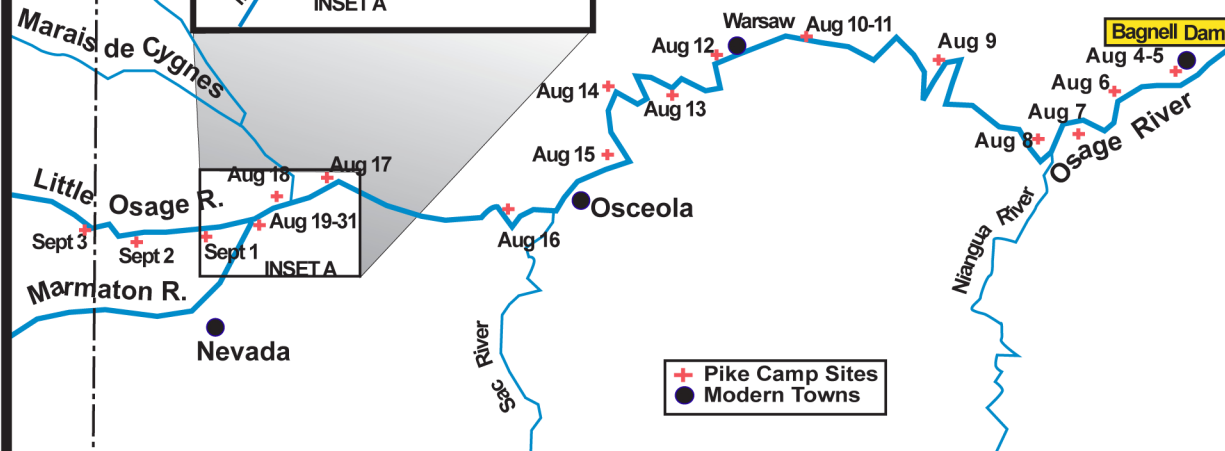 INSET A
Marais de Cygnes
Warsaw
Aug 10-11
Bagnell Dam
Aug 12
Aug 9
Aug 4-5
Aug 14
Aug 13
Aug 6
Aug 7
Aug 8
Osage River
Aug 15
Aug 17
Aug 18
Little Osage R.
Osceola
Aug 19-31
Sept 3
Sept 2
Sept 1
Aug 16
INSET A
Niangua River
Marmaton R.
Nevada
Sac River
Pike Camp Sites
Modern Towns